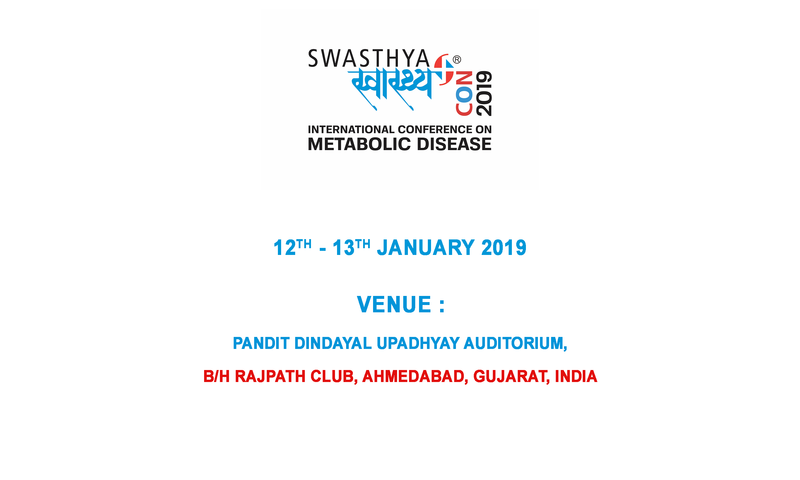 SWASTHYA ®
स्वास्थ्य
CON
2019
INTERNATIONAL CONFERENCE ON
METABOLIC DISEASE
12TH - 13TH JANUARY 2019
VENUE :
PANDIT DINDAYAL UPADHYAY AUDITORIUM,
B/H RAJPATH CLUB, AHMEDABAD, GUJARAT, INDIA